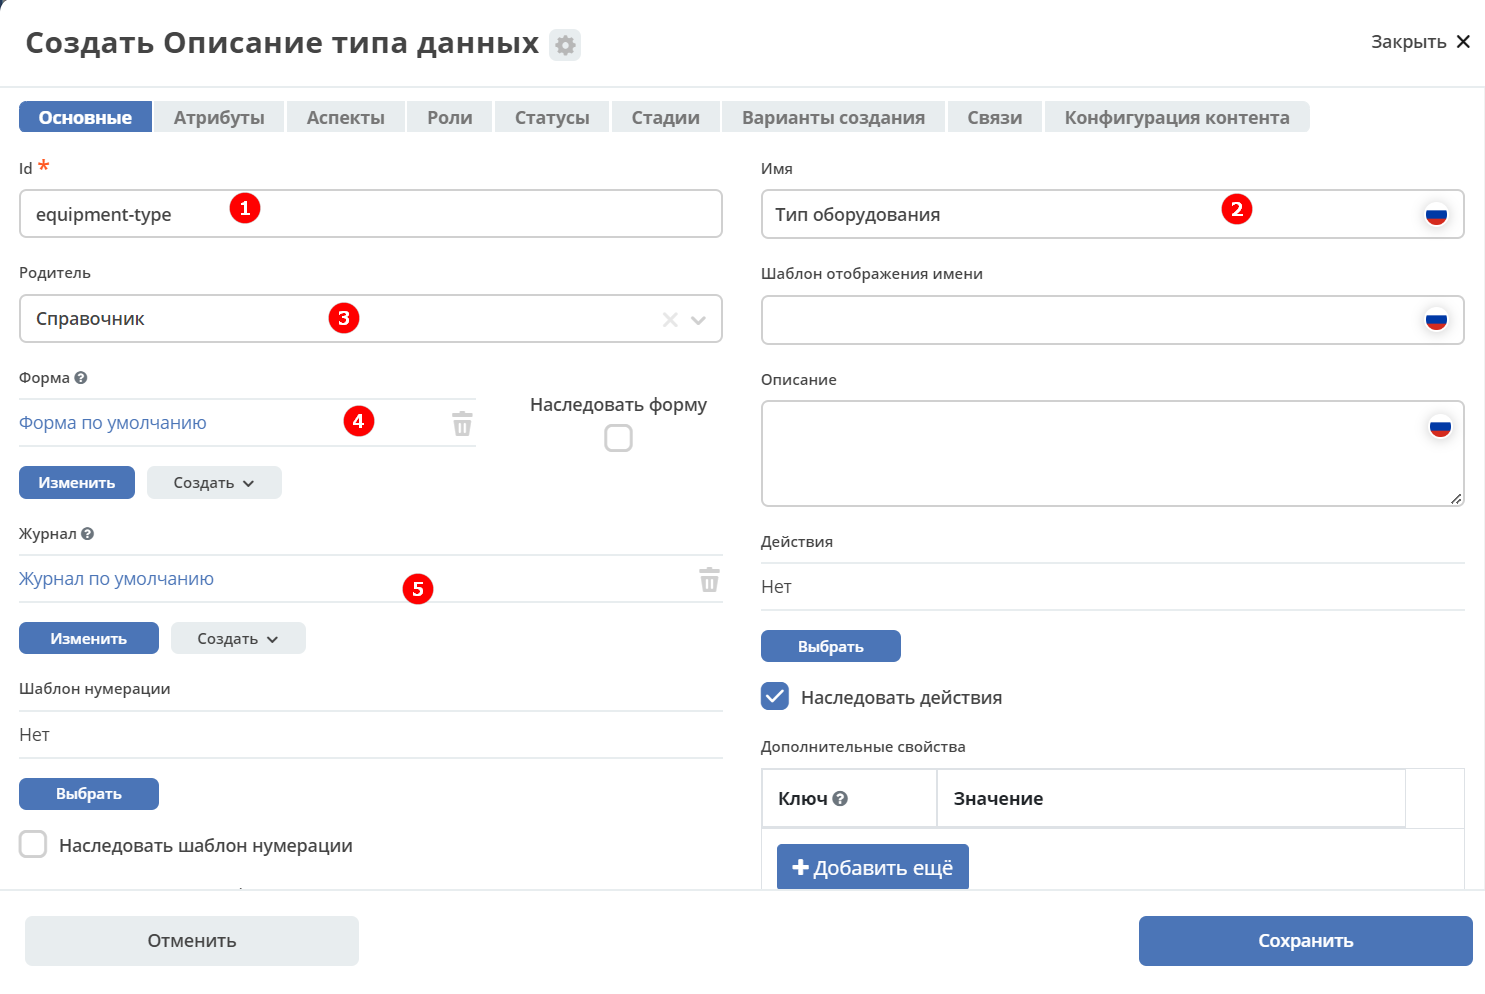 Создать Описание типа данных
Закрыть
Основные Атрибуты Аспекты Роли Статусы Стадии Варианты создания Связи Конфигурация контента
Id *
equipment-type 1
Имя
Тип оборудования 2
Родитель
Справочник 3
Шаблон отображения имени
Форма ?
Форма по умолчанию 4
Наследовать форму
Изменить Создать
Описание
Журнал ?
Журнал по умолчанию 5
Изменить Создать
Действия
Нет
Выбрать
Наследовать действия
Шаблон нумерации
Нет
Выбрать
Наследовать шаблон нумерации
Дополнительные свойства
Ключ ? Значение
+ Добавить ещё
Отменить Сохранить